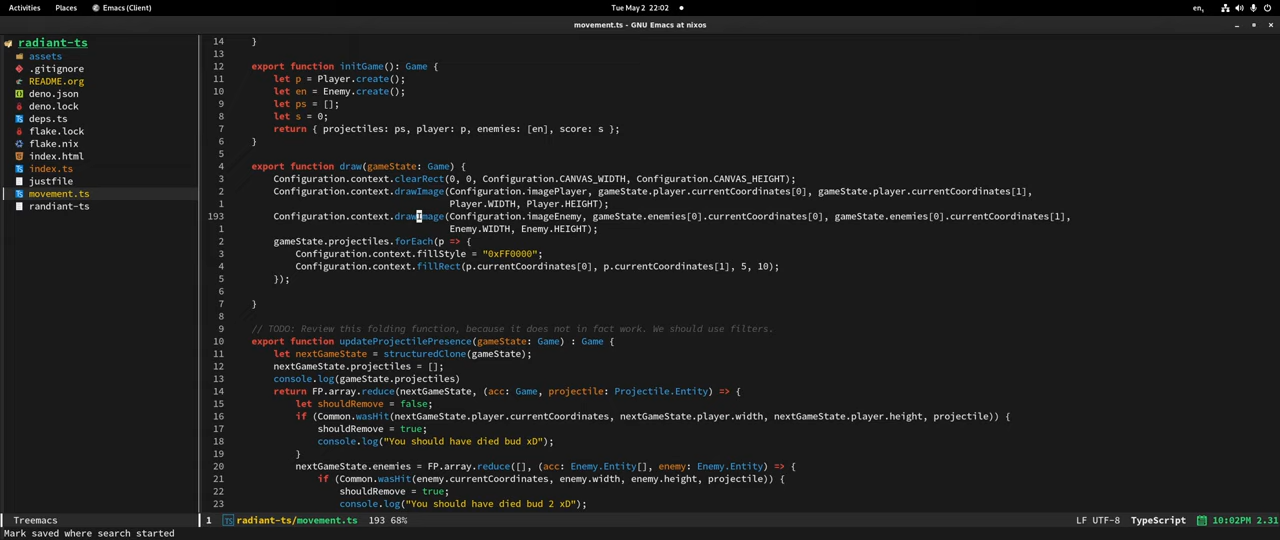 Activities Places Emacs (Client) Tue May 2 22:02 en,
movement.ts - GNU Emacs at nixos
radiant-ts
assets
.gitignore
README.org
deno.json
deno.lock
deps.ts
flake.lock
flake.nix
index.html
index.ts
justfile
movement.ts
randiant-ts
14 }
13
12 export function initGame(): Game {
11 let p = Player.create();
10 let en = Enemy.create();
9 let ps = [];
8 let s = 0;
7 return { projectiles: ps, player: p, enemies: [en], score: s };
6 }
5
4 export function draw(gameState: Game) {
3 Configuration.context.clearRect(0, 0, Configuration.CANVAS_WIDTH, Configuration.CANVAS_HEIGHT);
2 Configuration.context.drawImage(Configuration.imagePlayer, gameState.player.currentCoordinates[0], gameState.player.currentCoordinates[1],
1 Player.WIDTH, Player.HEIGHT);
193 Configuration.context.drawImage(Configuration.imageEnemy, gameState.enemies[0].currentCoordinates[0], gameState.enemies[0].currentCoordinates[1],
1 Enemy.WIDTH, Enemy.HEIGHT);
2 gameState.projectiles.forEach(p => {
3 Configuration.context.fillStyle = "0xFF0000";
4 Configuration.context.fillRect(p.currentCoordinates[0], p.currentCoordinates[1], 5, 10);
5 });
6
7 }
8
9 // TODO: Review this folding function, because it does not in fact work. We should use filters.
10 export function updateProjectilePresence(gameState: Game) : Game {
11 let nextGameState = structuredClone(gameState);
12 nextGameState.projectiles = [];
13 console.log(gameState.projectiles)
14 return FP.array.reduce(nextGameState, (acc: Game, projectile: Projectile.Entity) => {
15 let shouldRemove = false;
16 if (Common.wasHit(nextGameState.player.currentCoordinates, nextGameState.player.width, nextGameState.player.height, projectile)) {
17 shouldRemove = true;
18 console.log("You should have died bud xD");
19 }
20 nextGameState.enemies = FP.array.reduce([], (acc: Enemy.Entity[], enemy: Enemy.Entity) => {
21 if (Common.wasHit(enemy.currentCoordinates, enemy.width, enemy.height, projectile)) {
22 shouldRemove = true;
23 console.log("You should have died bud 2 xD");
Treemacs 1 radiant-ts/movement.ts 193 68% LF UTF-8 TypeScript 10:02PM 2.31
Mark saved where search started